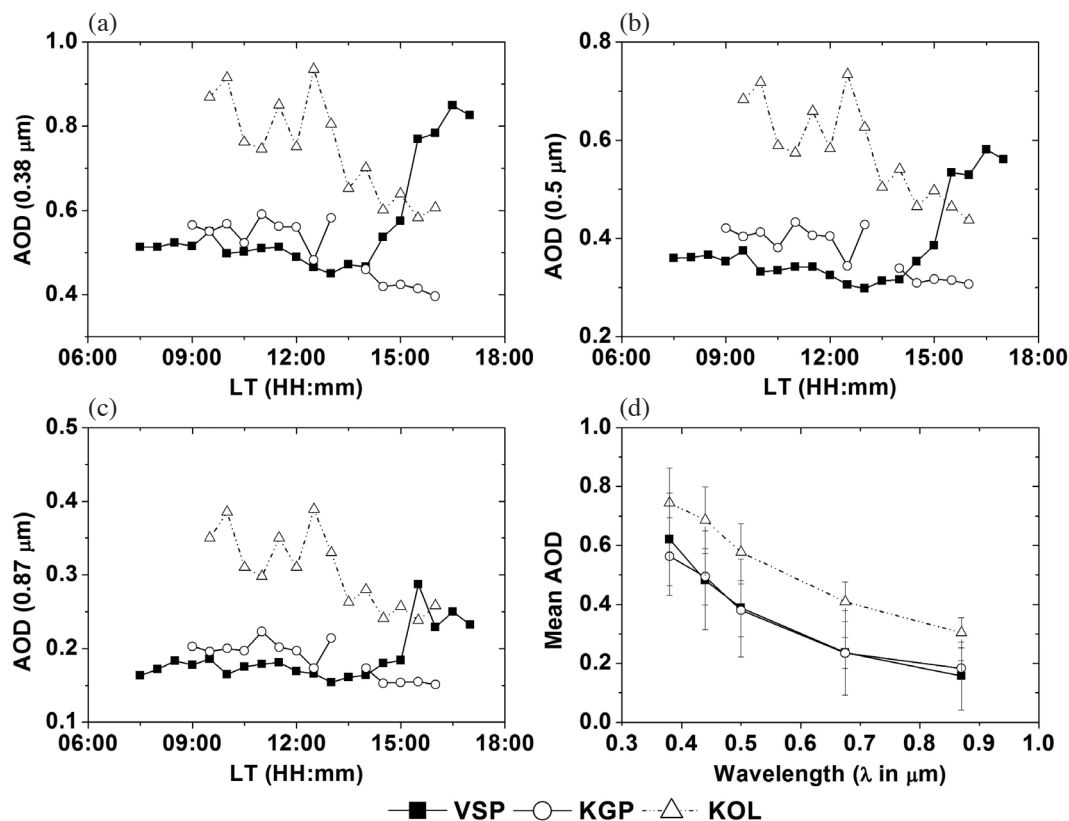 (a)
1.0
0.8
0.6
0.4
AOD (0.38 μm)
06:00 09:00 12:00 15:00 18:00
LT (HH:mm)
(b)
0.8
0.6
0.4
0.2
AOD (0.5 μm)
06:00 09:00 12:00 15:00 18:00
LT (HH:mm)
(c)
0.5
0.4
0.3
0.2
0.1
AOD (0.87 μm)
06:00 09:00 12:00 15:00 18:00
LT (HH:mm)
(d)
1.0
0.8
0.6
0.4
0.2
0.0
Mean AOD
0.3 0.4 0.5 0.6 0.7 0.8 0.9 1.0
Wavelength (λ in μm)
VSP KGP KOL